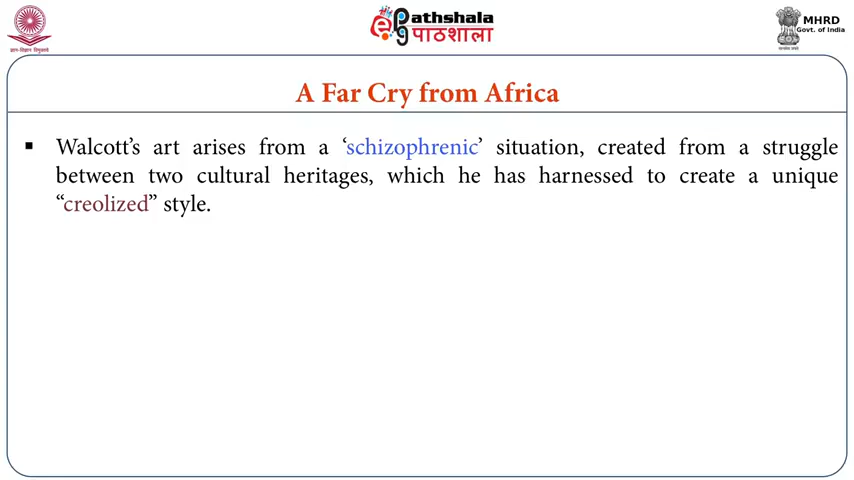 ePathshala
पाठशाला
MHRD
Govt. of India
A Far Cry from Africa
▪ Walcott’s art arises from a ‘schizophrenic’ situation, created from a struggle
between two cultural heritages, which he has harnessed to create a unique
“creolized” style.